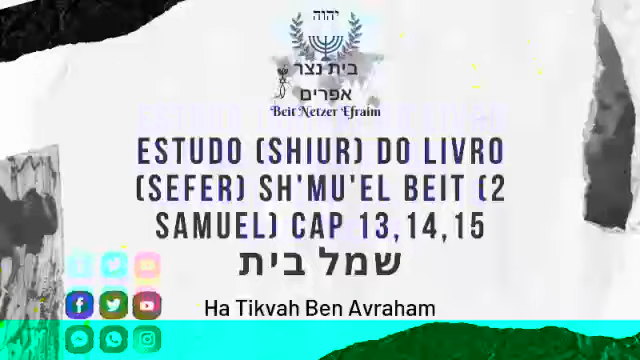 יהוה
בית נצר
אפרים
Beit Netzer Efraim
ESTUDO (SHIUR) DO LIVRO
(SEFER) SH'MU'EL BEIT (2
SAMUEL) CAP 13,14,15
שמל בית
Ha Tikvah Ben Avraham